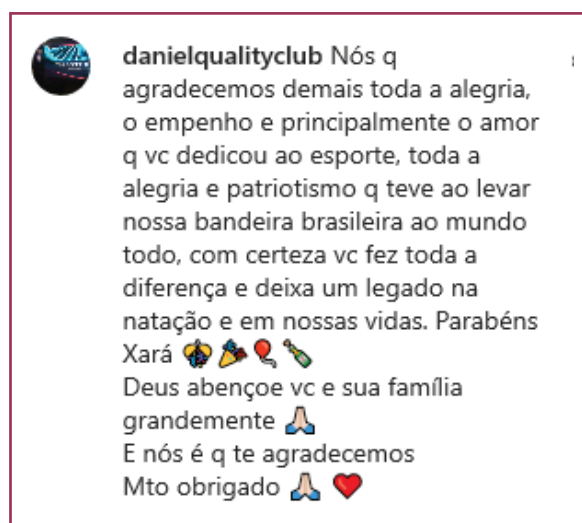 danielqualityclub Nós q
agradecemos demais toda a alegria,
o empenho e principalmente o amor
q vc dedicou ao esporte, toda a
alegria e patriotismo q teve ao levar
nossa bandeira brasileira ao mundo
todo, com certeza vc fez toda a
diferença e deixa um legado na
natação e em nossas vidas. Parabéns
Xará 🎊🎉🎈🍾
Deus abençoe vc e sua família
grandemente 🙏🏻
E nós é q te agradecemos
Mto obrigado 🙏🏻 ❤️